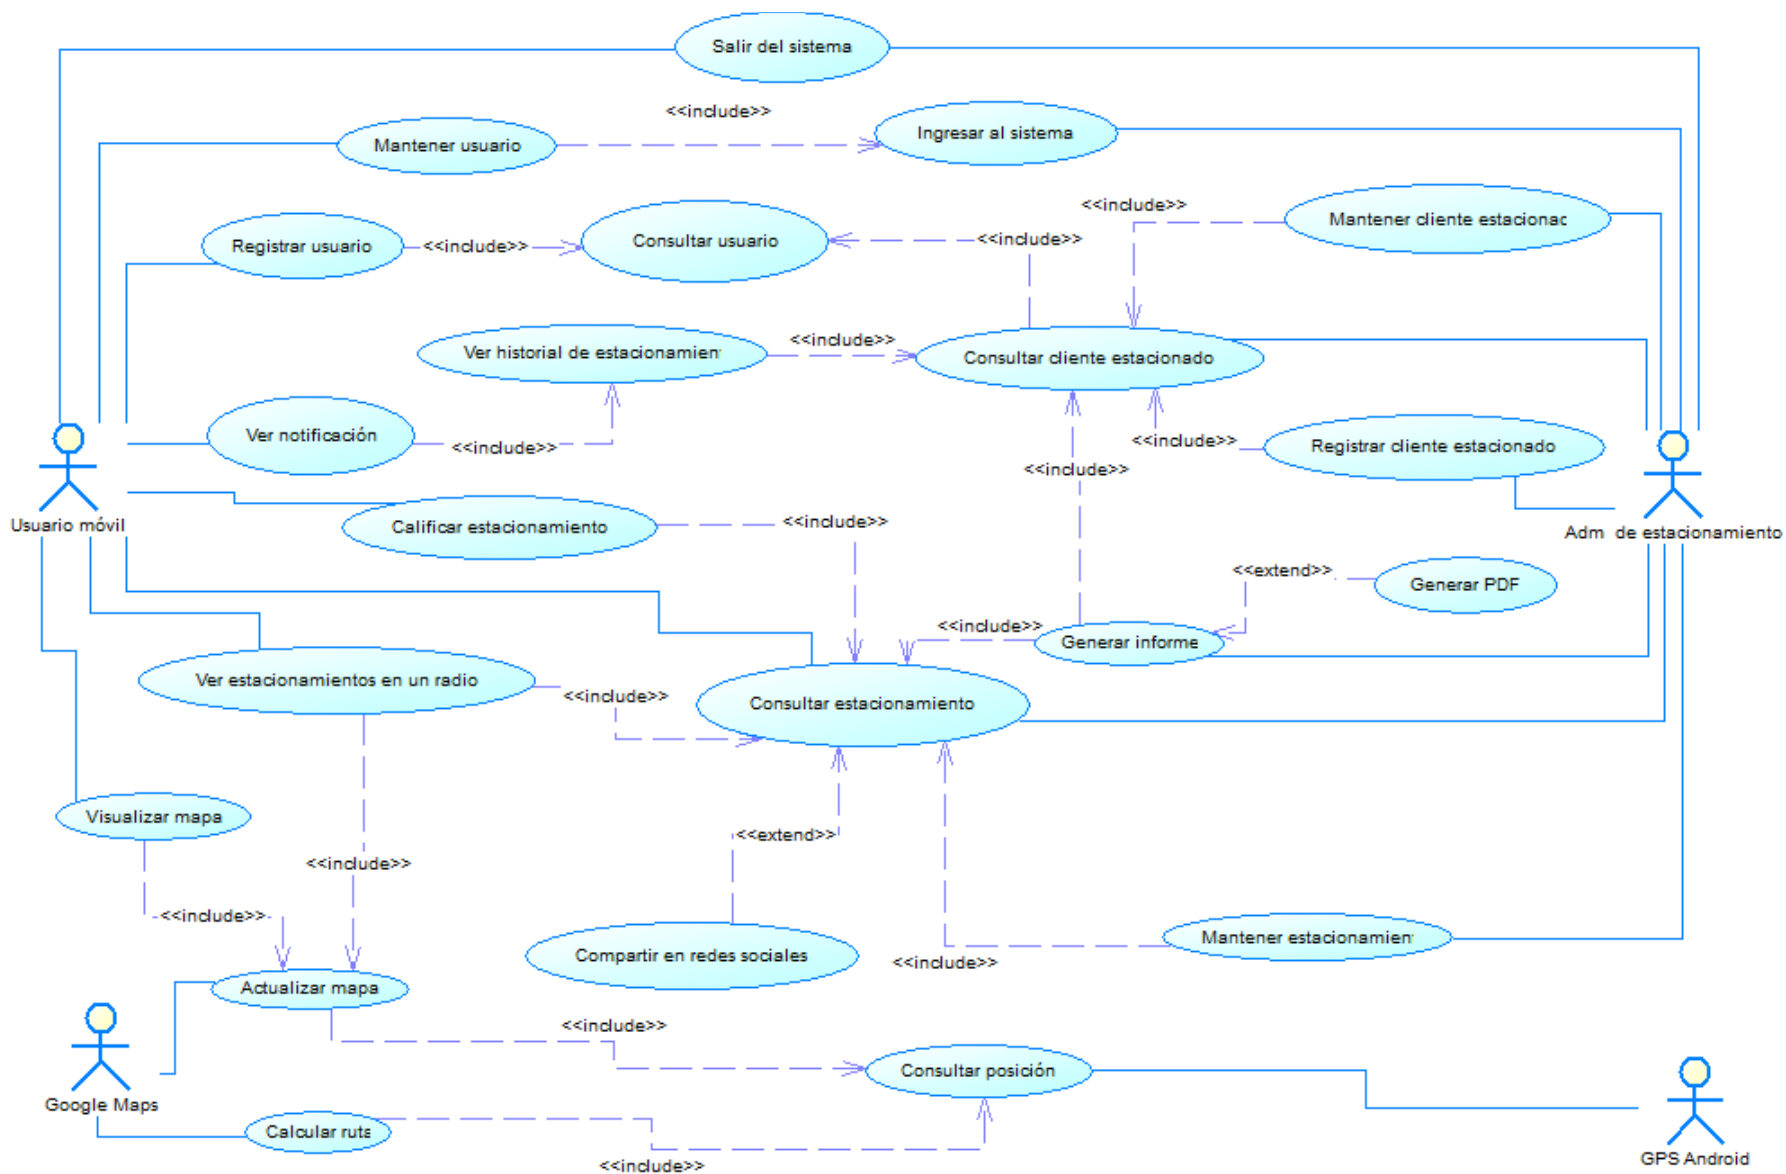 Salir del sistema
<<include>>
Mantener usuario
Ingresar al sistema
<<include>>
Mantener cliente estacionac
Registrar usuario
<<include>>
Consultar usuario
<<include>>
Ver historial de estacionamien
<<include>>
Consultar cliente estacionado
Ver notificación
<<include>>
<<include>>
Registrar cliente estacionado
<<include>>
Usuario móvil
Calificar estacionamiento
<<include>>
Adm de estacionamiento
<<extend>>
Generar PDF
<<include>>
Generar informe
Ver estacionamientos en un radio
<<include>>
Consultar estacionamiento
Visualizar mapa
<<extend>>
<<include>>
<<include>>
Compartir en redes sociales
Mantener estacionamien
<<include>>
Actualizar mapa
<<include>>
Consultar posición
Google Maps
Calcular ruta
<<include>>
GPS Android